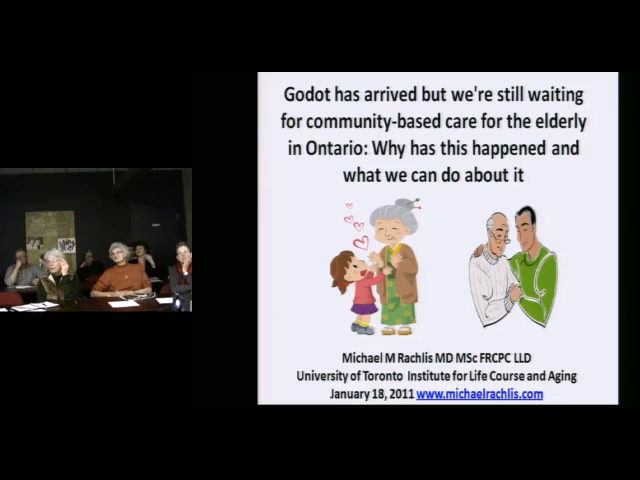 Godot has arrived but we're still waiting
for community-based care for the elderly
in Ontario: Why has this happened and
what we can do about it
Michael M Rachlis MD MSc FRCPC LLD
University of Toronto Institute for Life Course and Aging
January 18, 2011 www.michaelrachlis.com